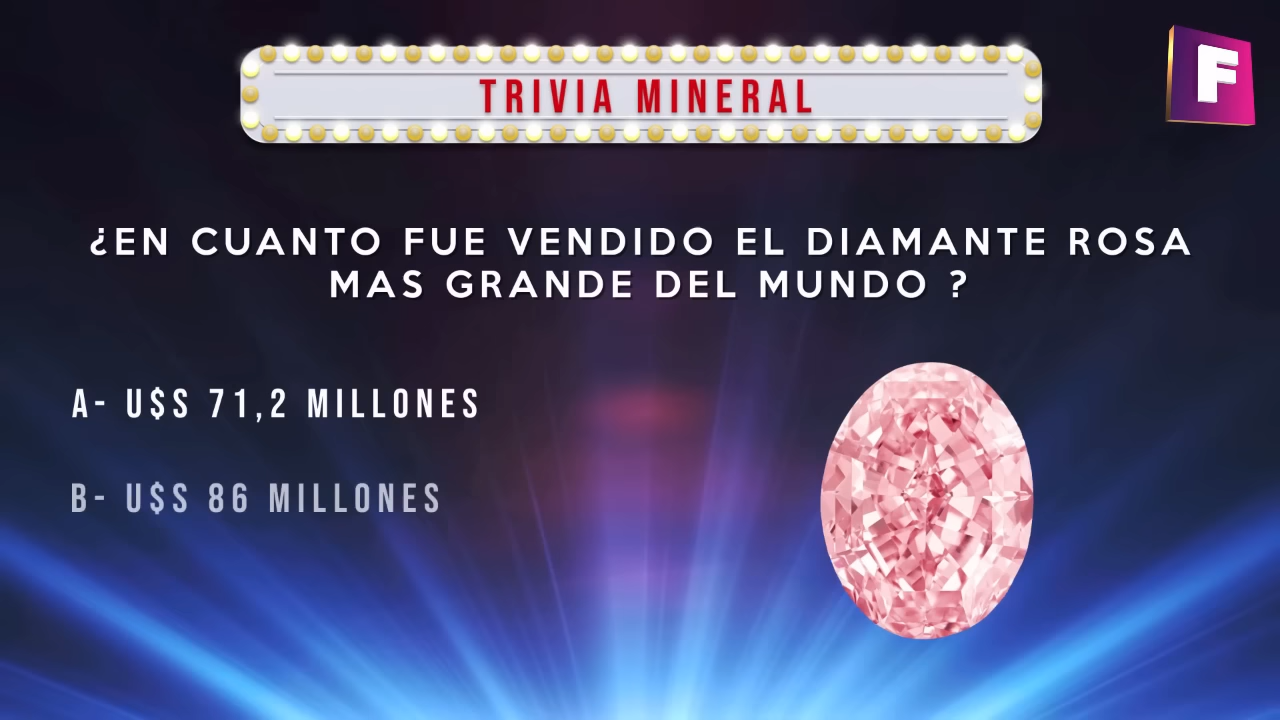 TRIVIA MINERAL
F
¿EN CUANTO FUE VENDIDO EL DIAMANTE ROSA
MAS GRANDE DEL MUNDO ?
A- U$S 71,2 MILLONES
B- U$S 86 MILLONES